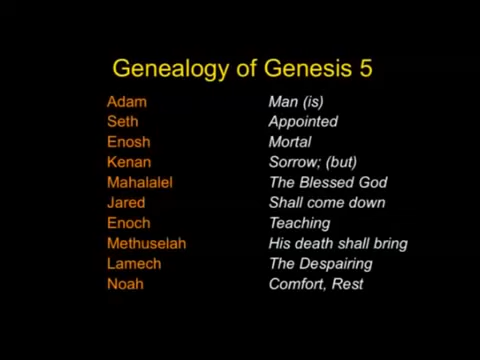 Genealogy of Genesis 5
Adam Man (is)
Seth Appointed
Enosh Mortal
Kenan Sorrow; (but)
Mahalalel The Blessed God
Jared Shall come down
Enoch Teaching
Methuselah His death shall bring
Lamech The Despairing
Noah Comfort, Rest